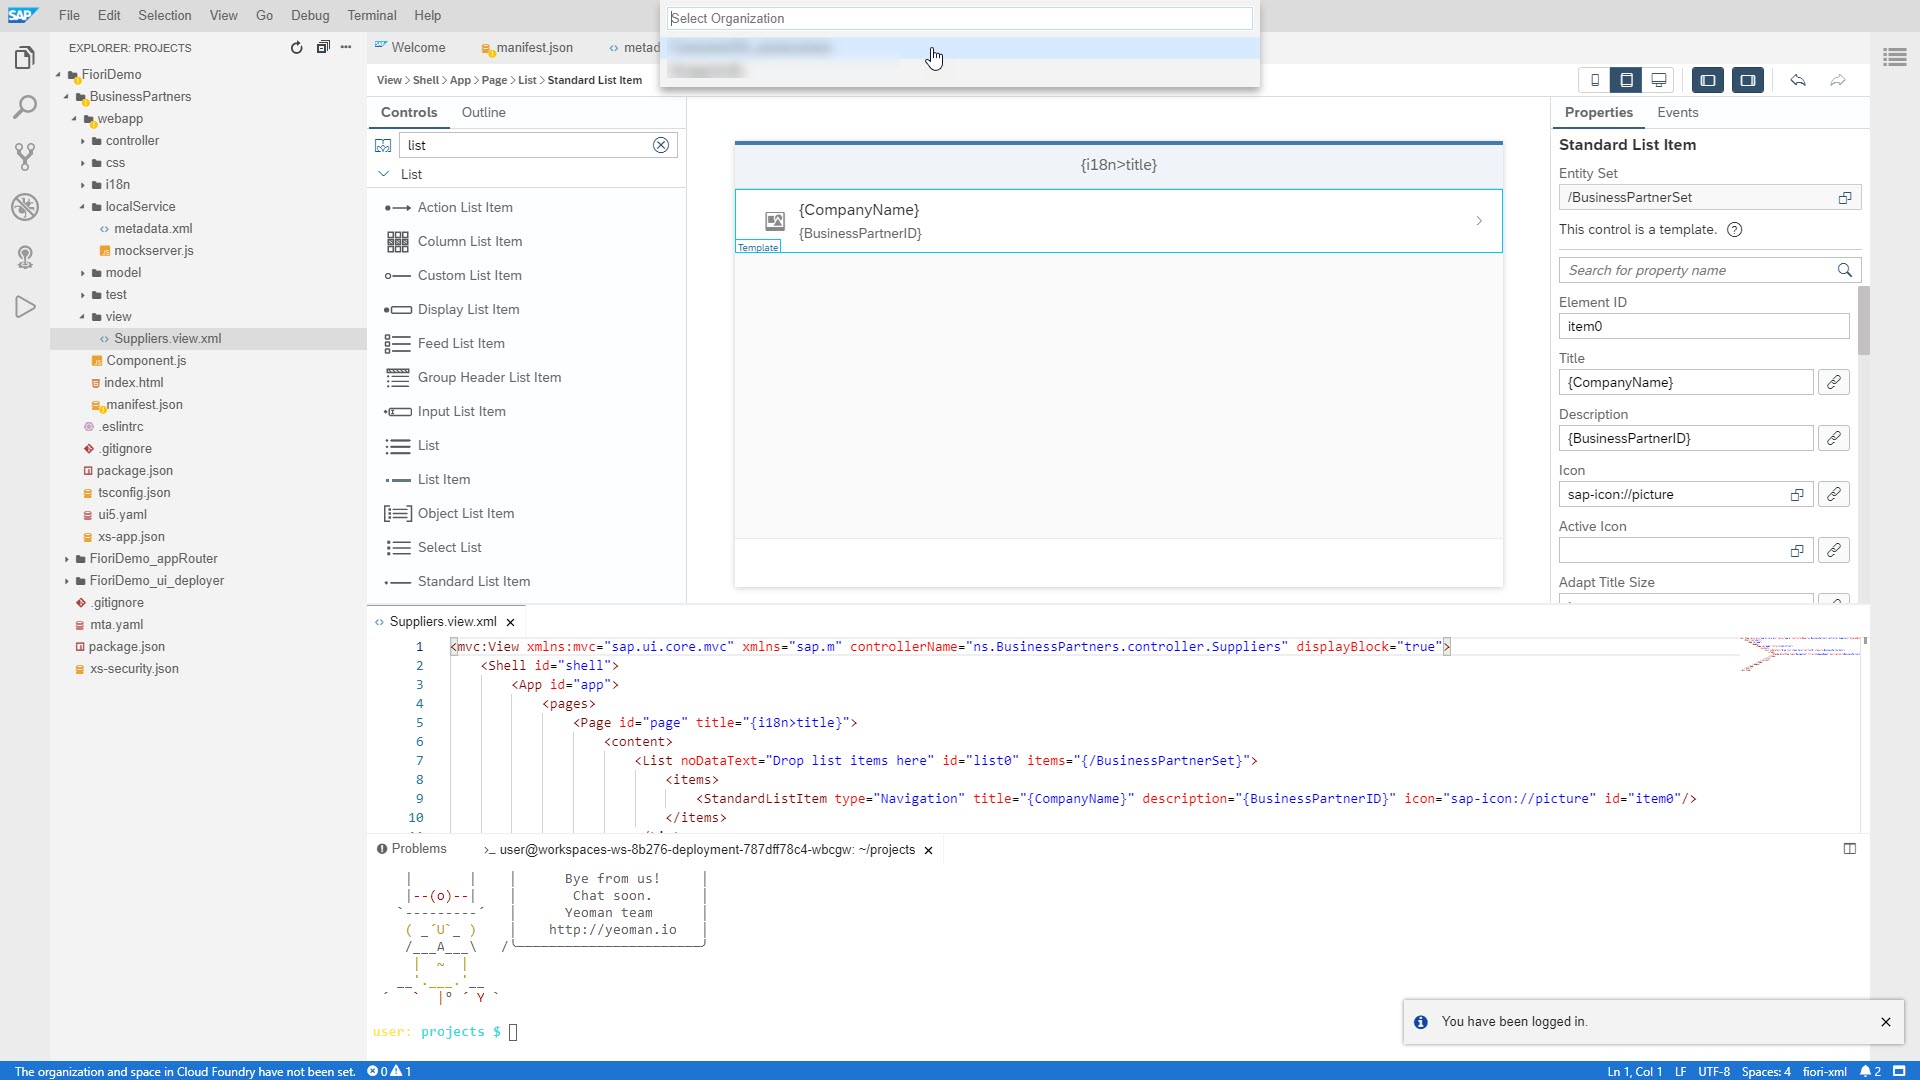 SAP File Edit Selection View Go Debug Terminal Help
Select Organization
EXPLORER: PROJECTS
FioriDemo
BusinessPartners
webapp
controller
css
i18n
localService
metadata.xml
mockserver.js
model
test
view
Suppliers.view.xml
Component.js
index.html
manifest.json
.eslintrc
.gitignore
package.json
tsconfig.json
ui5.yaml
xs-app.json
FioriDemo_appRouter
FioriDemo_ui_deployer
.gitignore
mta.yaml
package.json
xs-security.json
Welcome manifest.json metad
View > Shell > App > Page > List > Standard List Item
Controls Outline
list
List
Action List Item
Column List Item
Custom List Item
Display List Item
Feed List Item
Group Header List Item
Input List Item
List
List Item
Object List Item
Select List
Standard List Item
{i18n>title}
{CompanyName}
{BusinessPartnerID}
Template
Properties Events
Standard List Item
Entity Set
/BusinessPartnerSet
This control is a template.
Search for property name
Element ID
item0
Title
{CompanyName}
Description
{BusinessPartnerID}
Icon
sap-icon://picture
Active Icon
Adapt Title Size
Suppliers.view.xml
1 <mvc:View xmlns:mvc="sap.ui.core.mvc" xmlns="sap.m" controllerName="ns.BusinessPartners.controller.Suppliers" displayBlock="true">
2 <Shell id="shell">
3 <App id="app">
4 <pages>
5 <Page id="page" title="{i18n>title}">
6 <content>
7 <List noDataText="Drop list items here" id="list0" items="{/BusinessPartnerSet}">
8 <items>
9 <StandardListItem type="Navigation" title="{CompanyName}" description="{BusinessPartnerID}" icon="sap-icon://picture" id="item0"/>
10 </items>
Problems >_ user@workspaces-ws-8b276-deployment-787dff78c4-wbcgw: ~/projects
Bye from us!
Chat soon.
Yeoman team
http://yeoman.io
user: projects $
You have been logged in.
The organization and space in Cloud Foundry have not been set. 0 1
Ln 1, Col 1 LF UTF-8 Spaces: 4 fiori-xml 2